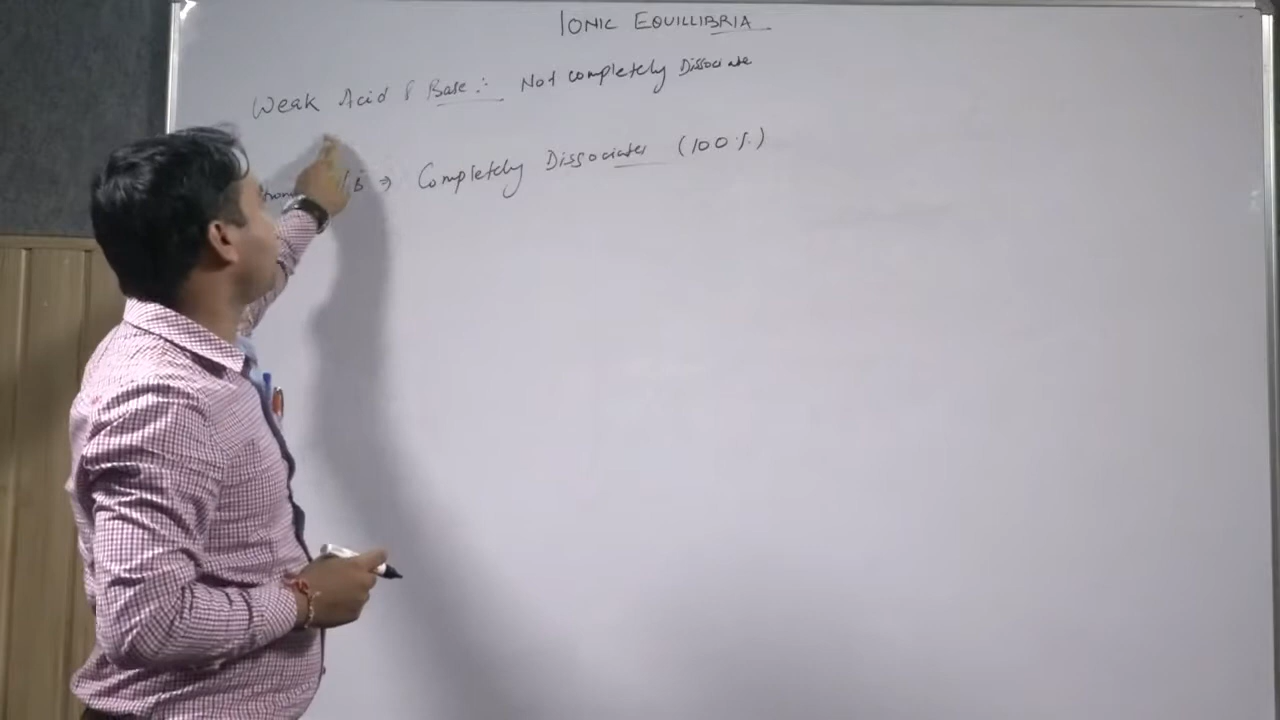 IONIC EQUILLIBRIA
Weak Acid & Base :- Not completely Dissociate
/B ⇒ Completely Dissociates (100%)